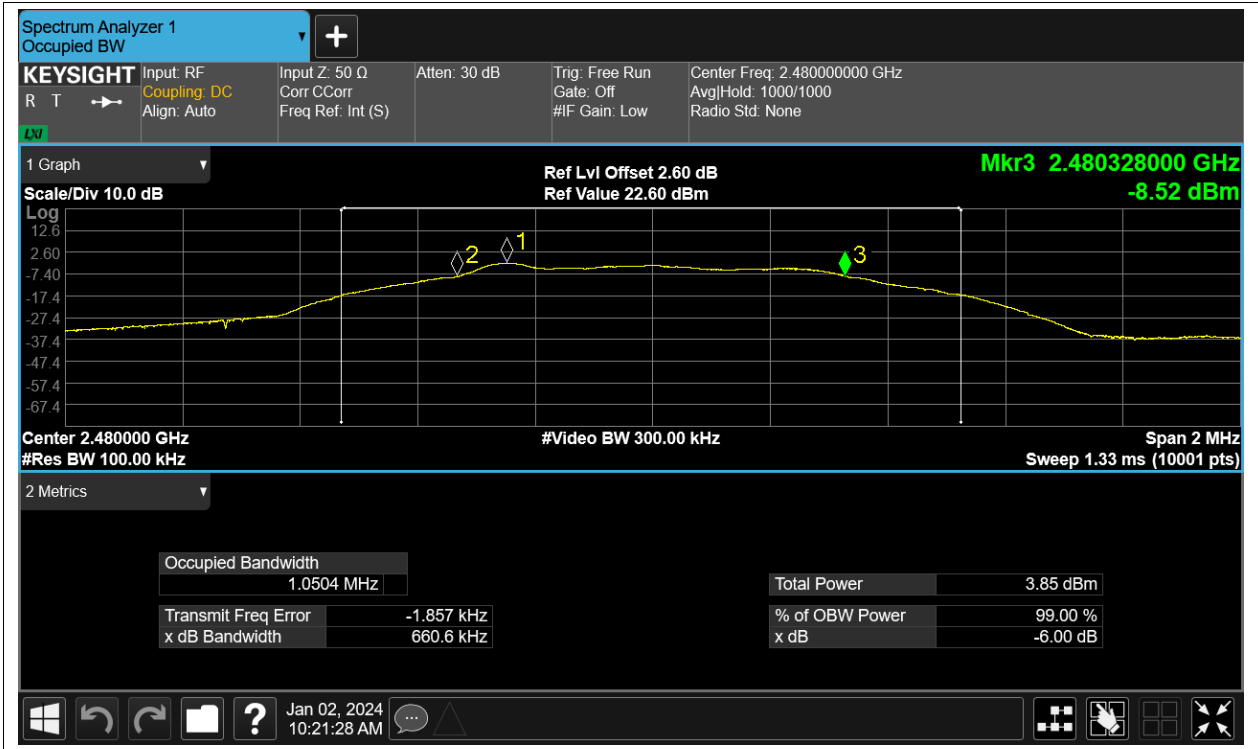 Spectrum Analyzer 1
Occupied BW
KEYSIGHT
R T
LXI
Input: RF
Coupling: DC
Align: Auto
Input Z: 50 Ω
Corr CCorr
Freq Ref: Int (S)
Atten: 30 dB
Trig: Free Run
Gate: Off
#IF Gain: Low
Center Freq: 2.480000000 GHz
Avg|Hold: 1000/1000
Radio Std: None
1 Graph
Scale/Div 10.0 dB
Ref Lvl Offset 2.60 dB
Ref Value 22.60 dBm
Mkr3 2.480328000 GHz
-8.52 dBm
Log
12.6
2.60
-7.40
-17.4
-27.4
-37.4
-47.4
-57.4
-67.4
2
1
3
Center 2.480000 GHz
#Res BW 100.00 kHz
#Video BW 300.00 kHz
Span 2 MHz
Sweep 1.33 ms (10001 pts)
2 Metrics
Occupied Bandwidth
1.0504 MHz
Transmit Freq Error -1.857 kHz
x dB Bandwidth 660.6 kHz
Total Power 3.85 dBm
% of OBW Power 99.00 %
x dB -6.00 dB
?
Jan 02, 2024
10:21:28 AM